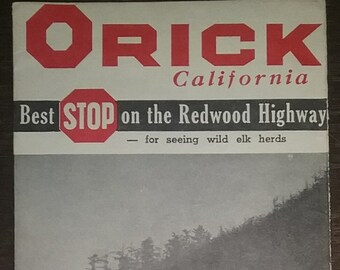 ORICK
California
Best STOP on the Redwood Highway
— for seeing wild elk herds